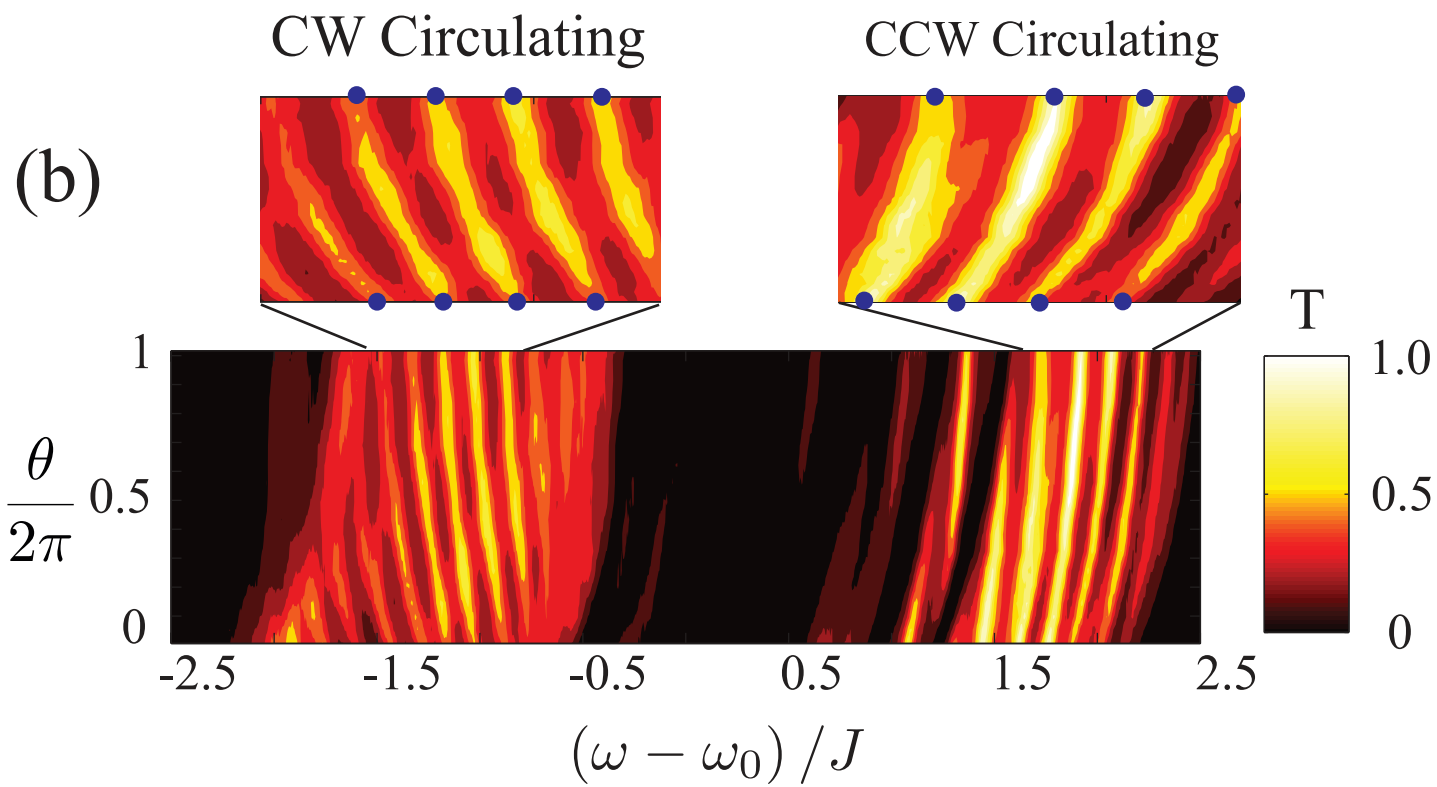 CW Circulating
CCW Circulating
(b)
T
1.0
0.5
0
1
0.5
0
θ
2π
-2.5 -1.5 -0.5 0.5 1.5 2.5
(ω − ω₀) / J